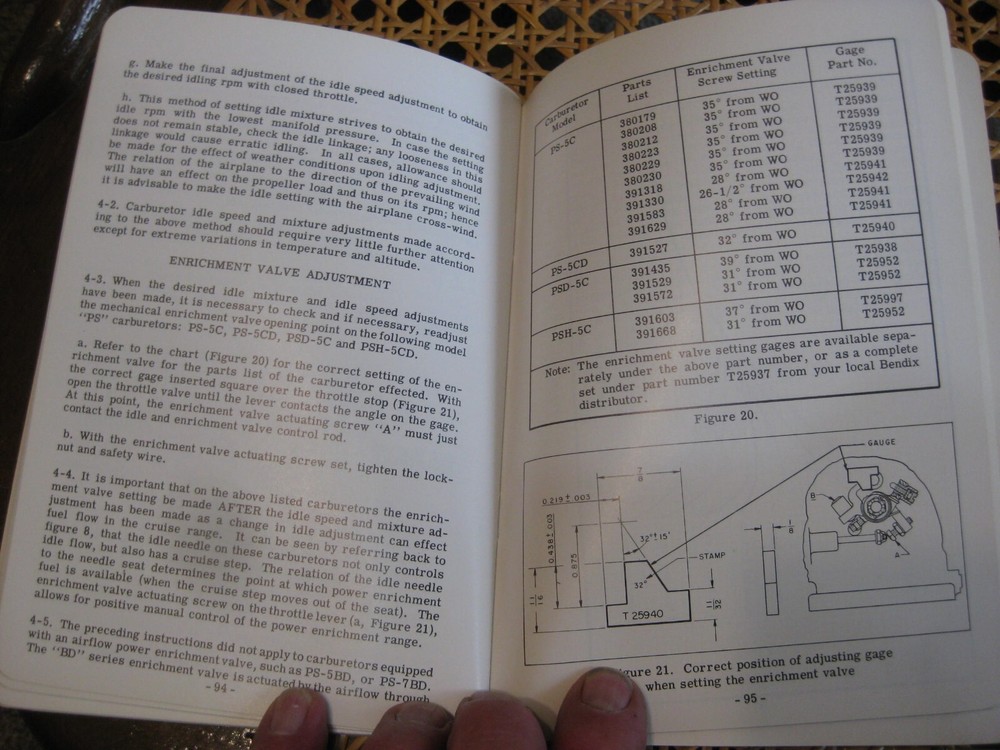 g. Make the final adjustment of the idle speed adjustment to obtain
the desired idling rpm with closed throttle.
h. This method of setting idle mixture strives to obtain the desired
idle rpm with the lowest manifold pressure. In case the setting
does not remain stable, check the idle linkage; any looseness in this
linkage would cause erratic idling. In all cases, allowance should
be made for the effect of weather conditions upon idling adjustment.
The relation of the airplane to the direction of the prevailing wind
will have an effect on the propeller load and thus on its rpm; hence
it is advisable to make the idle setting with the airplane cross-wind.
4-2. Carburetor idle speed and mixture adjustments made accord-
ing to the above method should require very little further attention
except for extreme variations in temperature and altitude.
ENRICHMENT VALVE ADJUSTMENT
4-3. When the desired idle mixture and idle speed adjustments
have been made, it is necessary to check and if necessary, readjust
the mechanical enrichment valve opening point on the following model
"PS" carburetors: PS-5C, PS-5CD, PSD-5C and PSH-5CD.
a. Refer to the chart (Figure 20) for the correct setting of the en-
richment valve for the parts list of the carburetor effected. With
the correct gage inserted square over the throttle stop (Figure 21),
open the throttle valve until the lever contacts the angle on the gage.
At this point, the enrichment valve actuating screw "A" must just
contact the idle and enrichment valve control rod.
b. With the enrichment valve actuating screw set, tighten the lock-
nut and safety wire.
4-4. It is important that on the above listed carburetors the enrich-
ment valve setting be made AFTER the idle speed and mixture ad-
justment has been made as a change in idle adjustment can effect
fuel flow in the cruise range. It can be seen by referring back to
figure 8, that the idle needle on these carburetors not only controls
idle flow, but also has a cruise step. The relation of the idle needle
to the needle seat determines the point at which power enrichment
fuel is available (when the cruise step moves out of the seat). The
enrichment valve actuating screw on the throttle lever (a, Figure 21),
allows for positive manual control of the power enrichment range.
4-5. The preceding instructions did not apply to carburetors equipped
with an airflow power enrichment valve, such as PS-5BD, or PS-7BD.
The "BD" series enrichment valve is actuated by the airflow through
- 94 -
Carburetor Model Parts List Enrichment Valve Screw Setting Gage Part No.
PS-5C 380179 35° from WO T25939
380208 35° from WO T25939
380212 35° from WO T25939
380223 35° from WO T25939
380229 35° from WO T25939
380230 35° from WO T25939
391318 28° from WO T25941
391330 26-1/2° from WO T25942
391583 28° from WO T25941
391629 28° from WO T25941
PS-5CD 391527 32° from WO T25940
PSD-5C 391435 39° from WO T25938
391529 31° from WO T25952
391572 31° from WO T25952
PSH-5C 391603 37° from WO T25997
391668 31° from WO T25952
Note: The enrichment valve setting gages are available sepa-
rately under the above part number, or as a complete
set under part number T25937 from your local Bendix
distributor.
Figure 20.
GAUGE
7/8
0.219 ± .003
B
0.438 ± .003
0.875
32° ± 15'
STAMP
1/8
A
32°
11/16
T 25940
11/32
gure 21. Correct position of adjusting gage
when setting the enrichment valve
- 95 -